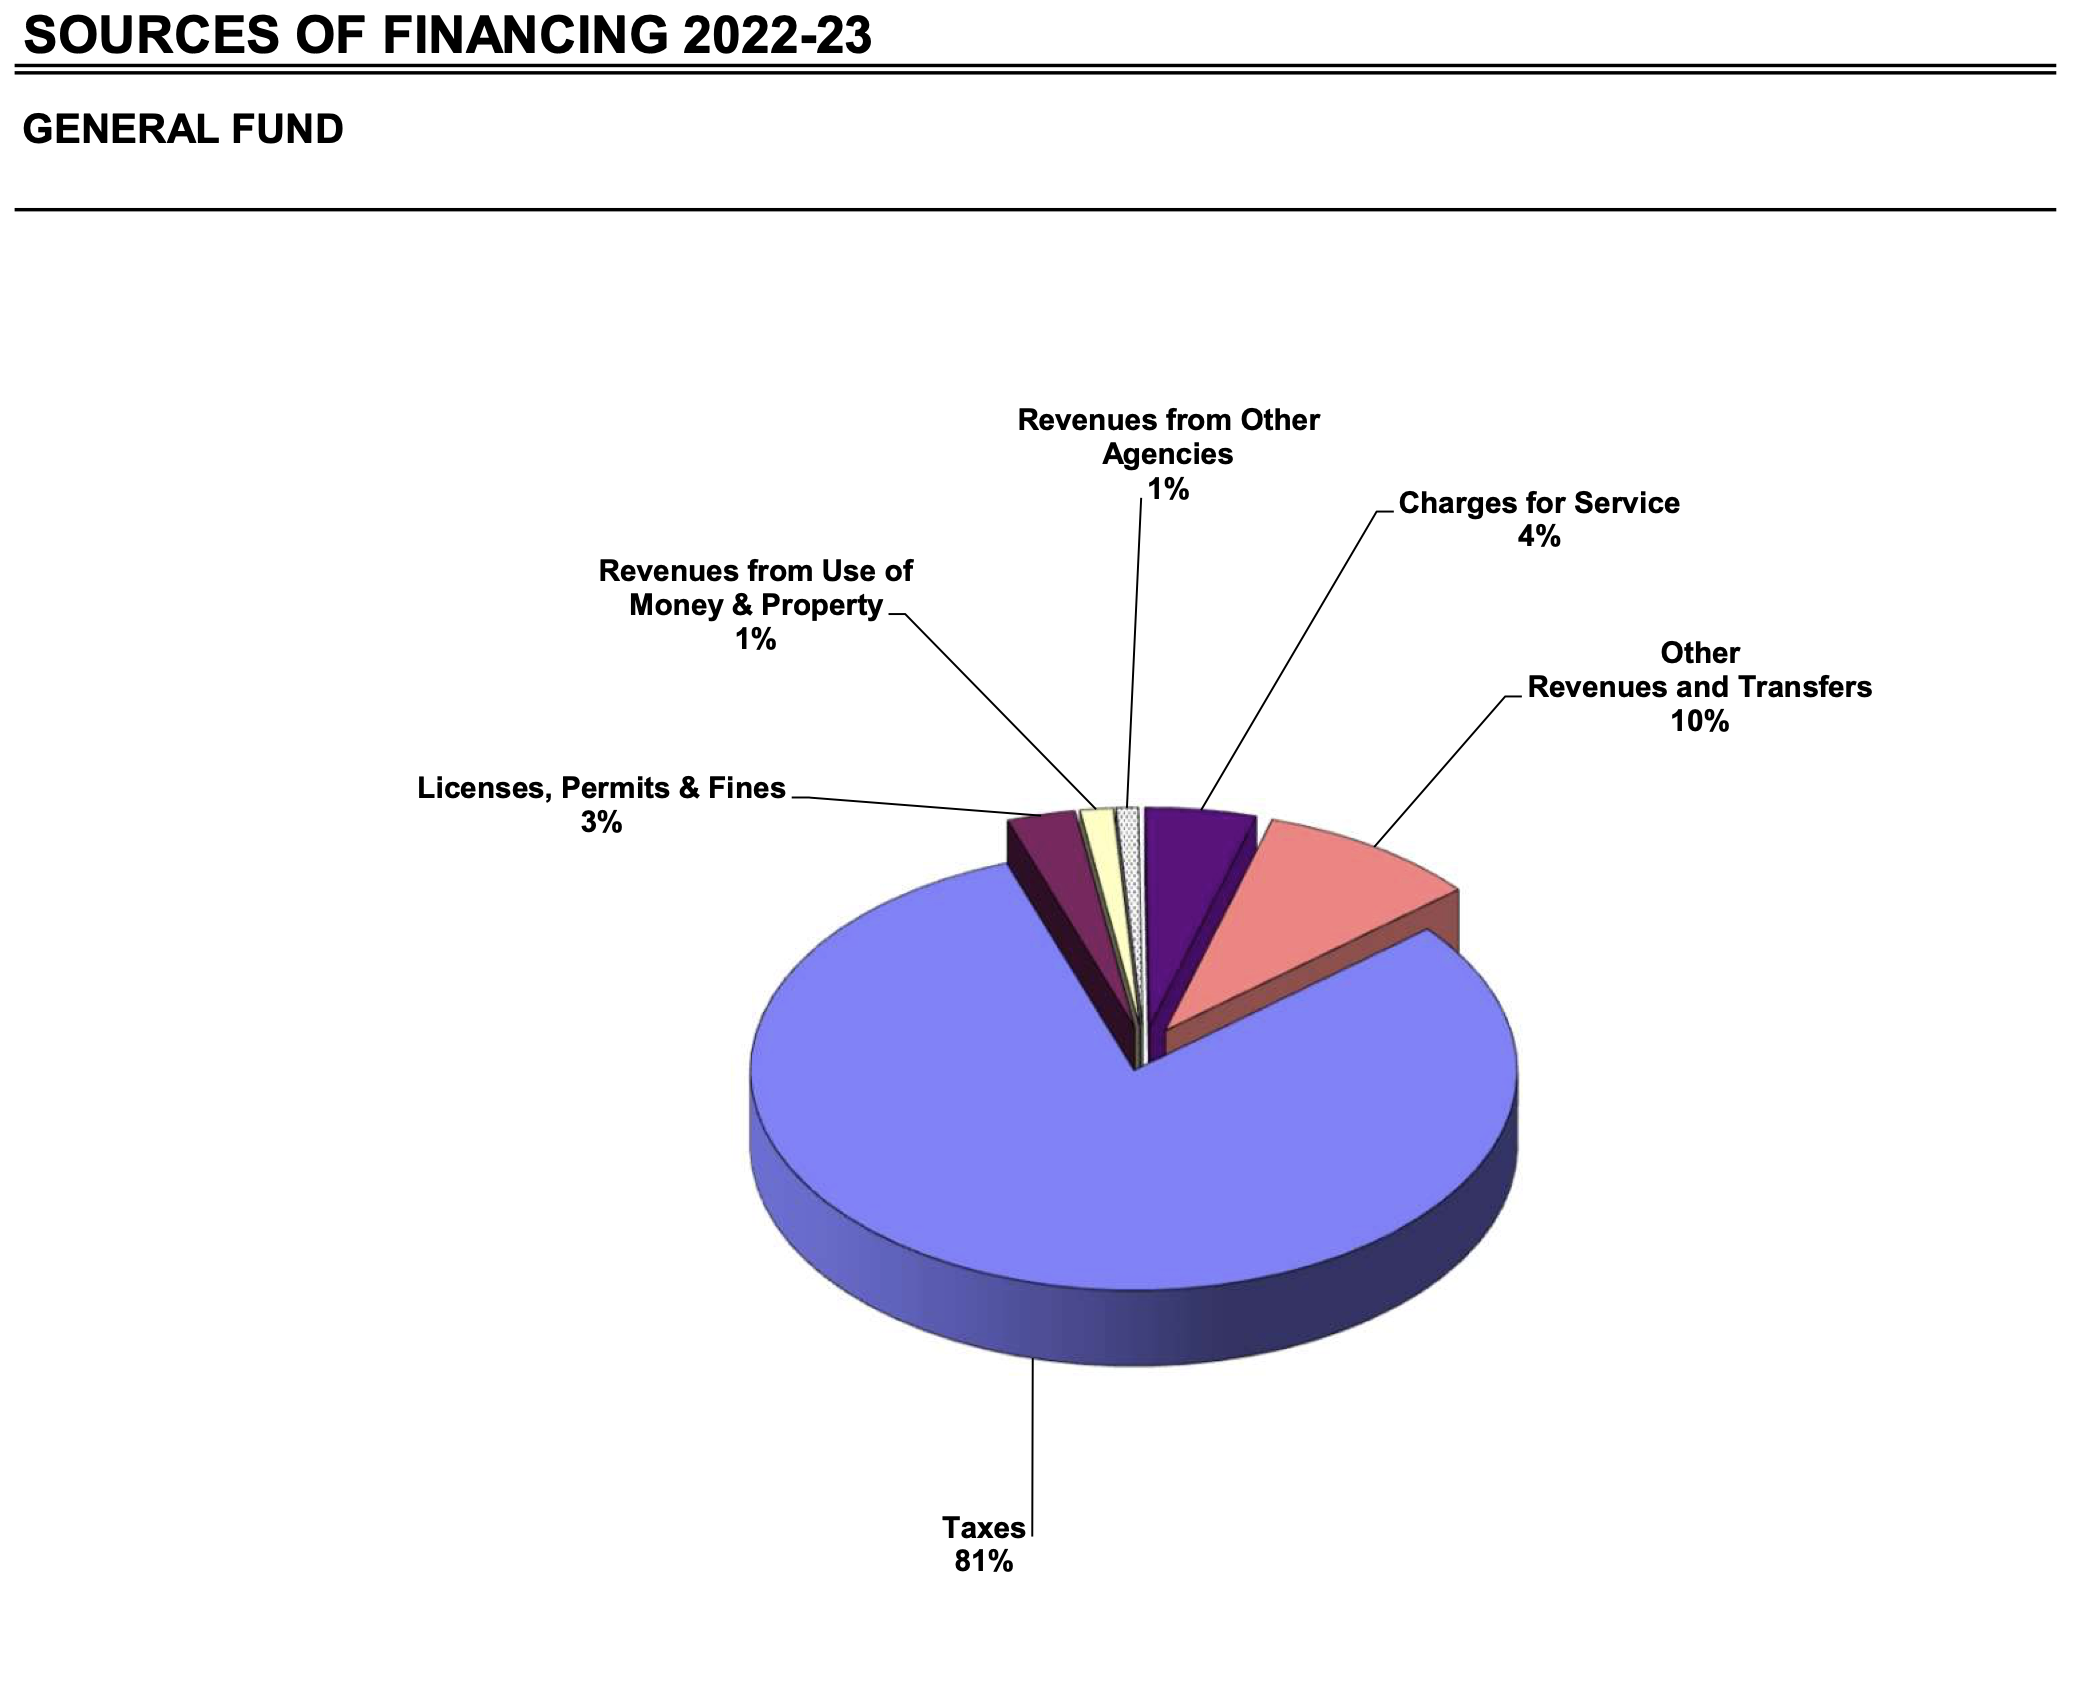 SOURCES OF FINANCING 2022-23
GENERAL FUND
Revenues from Other
Agencies
1%
Charges for Service
4%
Revenues from Use of
Money & Property
1%
Other
Revenues and Transfers
10%
Licenses, Permits & Fines
3%
Taxes
81%